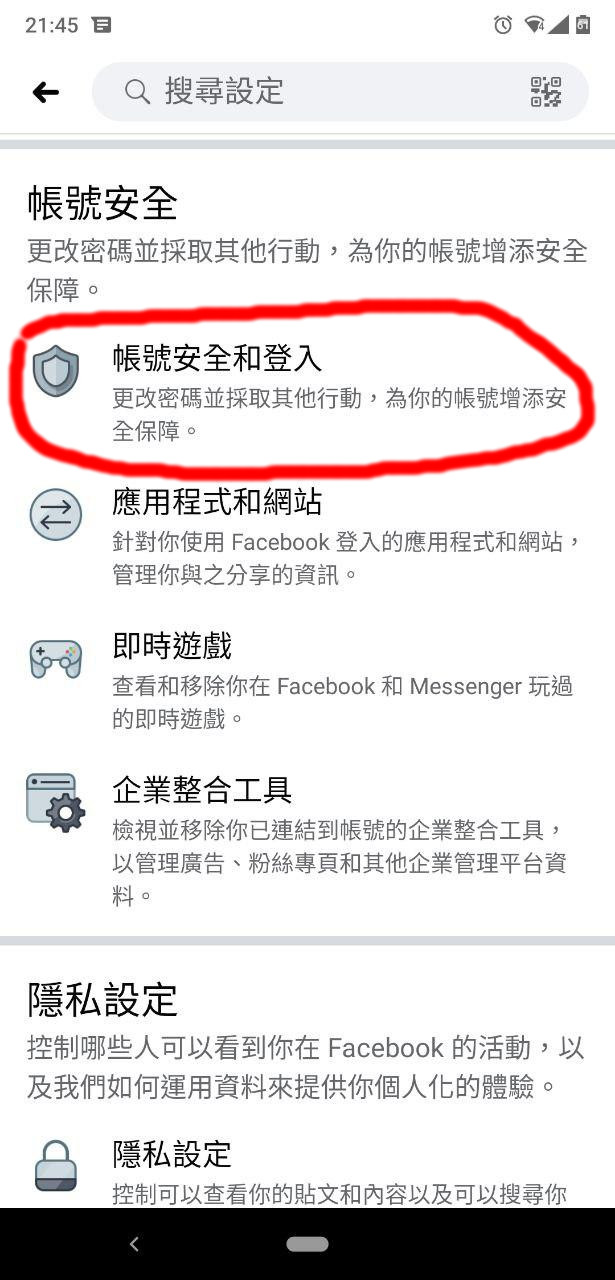 21:45
搜尋設定
帳號安全
更改密碼並採取其他行動，為你的帳號增添安全
保障。
帳號安全和登入
更改密碼並採取其他行動，為你的帳號增添安
全保障。
應用程式和網站
針對你使用 Facebook 登入的應用程式和網站，
管理你與之分享的資訊。
即時遊戲
查看和移除你在 Facebook 和 Messenger 玩過
的即時遊戲。
企業整合工具
檢視並移除你已連結到帳號的企業整合工具，
以管理廣告、粉絲專頁和其他企業管理平台資
料。
隱私設定
控制哪些人可以看到你在 Facebook 的活動，以
及我們如何運用資料來提供你個人化的體驗。
隱私設定
控制可以查看你的貼文和內容以及可以搜尋你